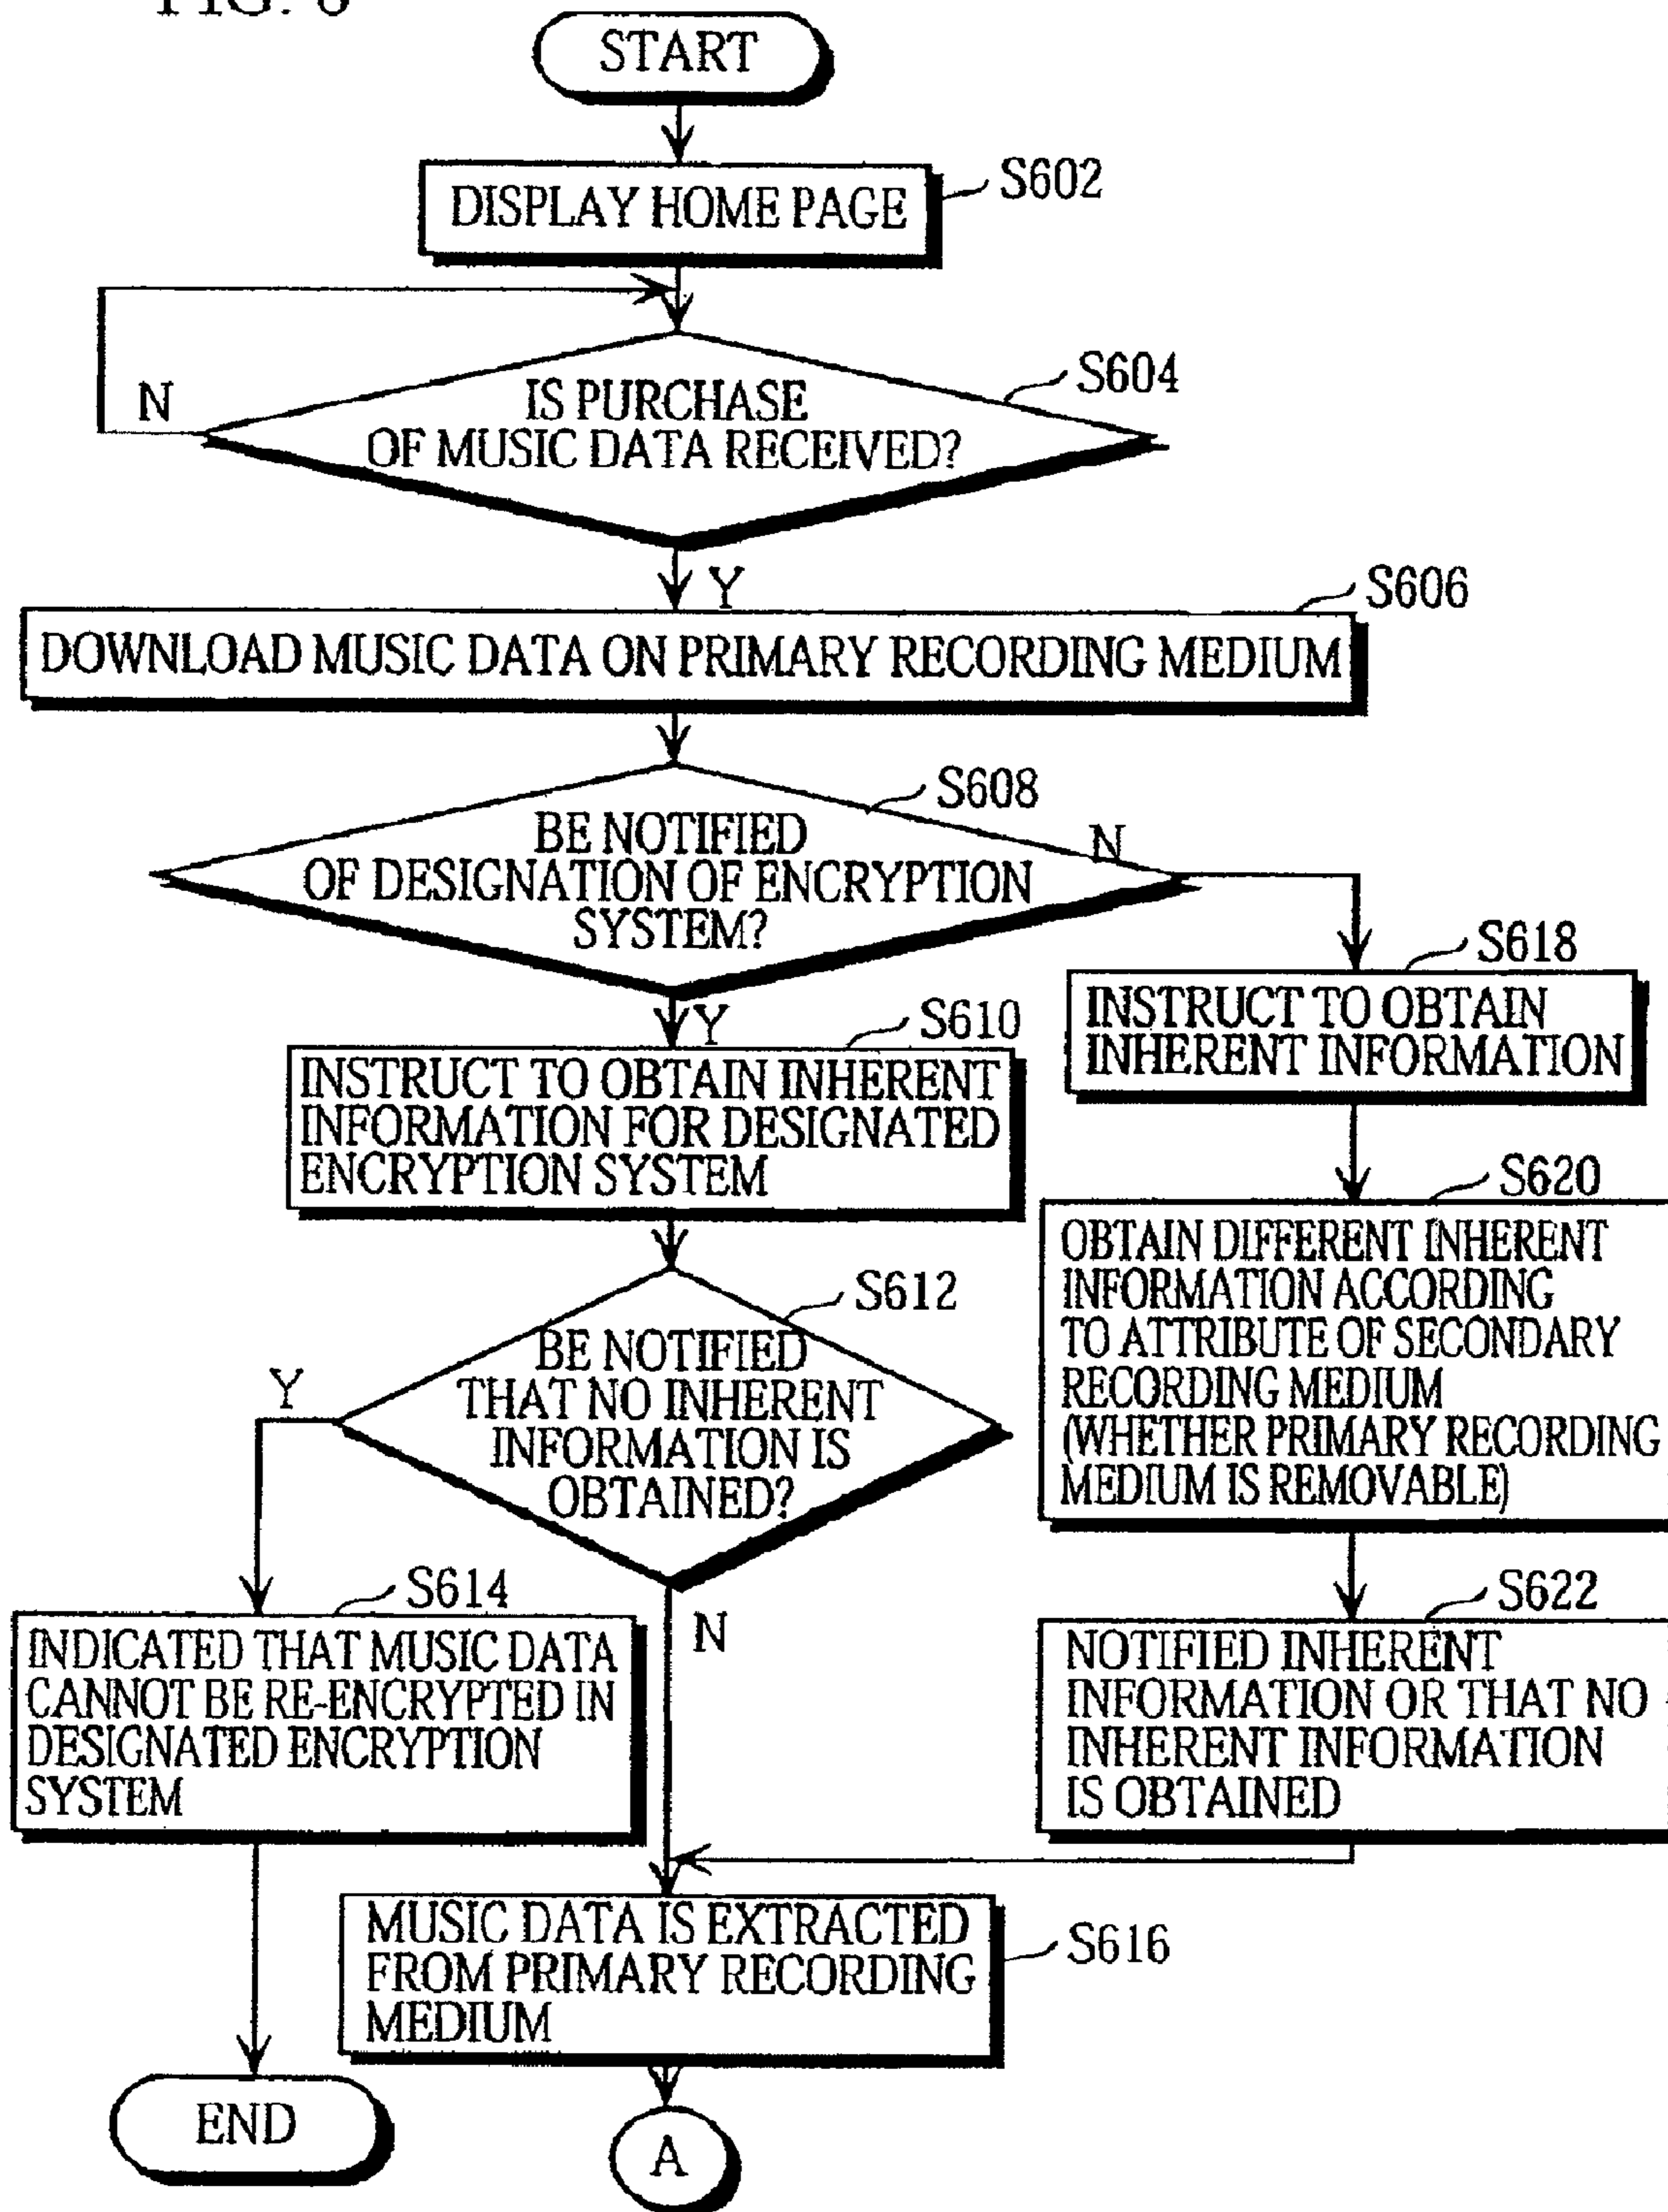 START
DISPLAY HOME PAGE
S602
N
IS PURCHASE
OF MUSIC DATA RECEIVED?
S604
Y
S606
DOWNLOAD MUSIC DATA ON PRIMARY RECORDING MEDIUM
S608
BE NOTIFIED
OF DESIGNATION OF ENCRYPTION
SYSTEM?
N
Y
S610
INSTRUCT TO OBTAIN INHERENT
INFORMATION FOR DESIGNATED
ENCRYPTION SYSTEM
S618
INSTRUCT TO OBTAIN
INHERENT INFORMATION
S612
BE NOTIFIED
THAT NO INHERENT
INFORMATION IS
OBTAINED?
Y
N
S620
OBTAIN DIFFERENT INHERENT
INFORMATION ACCORDING
TO ATTRIBUTE OF SECONDARY
RECORDING MEDIUM
(WHETHER PRIMARY RECORDING
MEDIUM IS REMOVABLE)
S614
INDICATED THAT MUSIC DATA
CANNOT BE RE-ENCRYPTED IN
DESIGNATED ENCRYPTION
SYSTEM
S622
NOTIFIED INHERENT
INFORMATION OR THAT NO
INHERENT INFORMATION
IS OBTAINED
MUSIC DATA IS EXTRACTED
FROM PRIMARY RECORDING
MEDIUM
S616
END
A